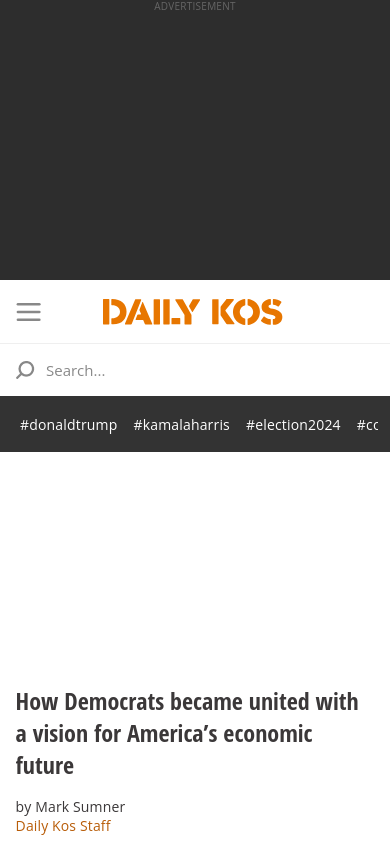 ADVERTISEMENT
DAILY KOS
Search...
#donaldtrump #kamalaharris #election2024
How Democrats became united with
a vision for America’s economic
future
by Mark Sumner
Daily Kos Staff